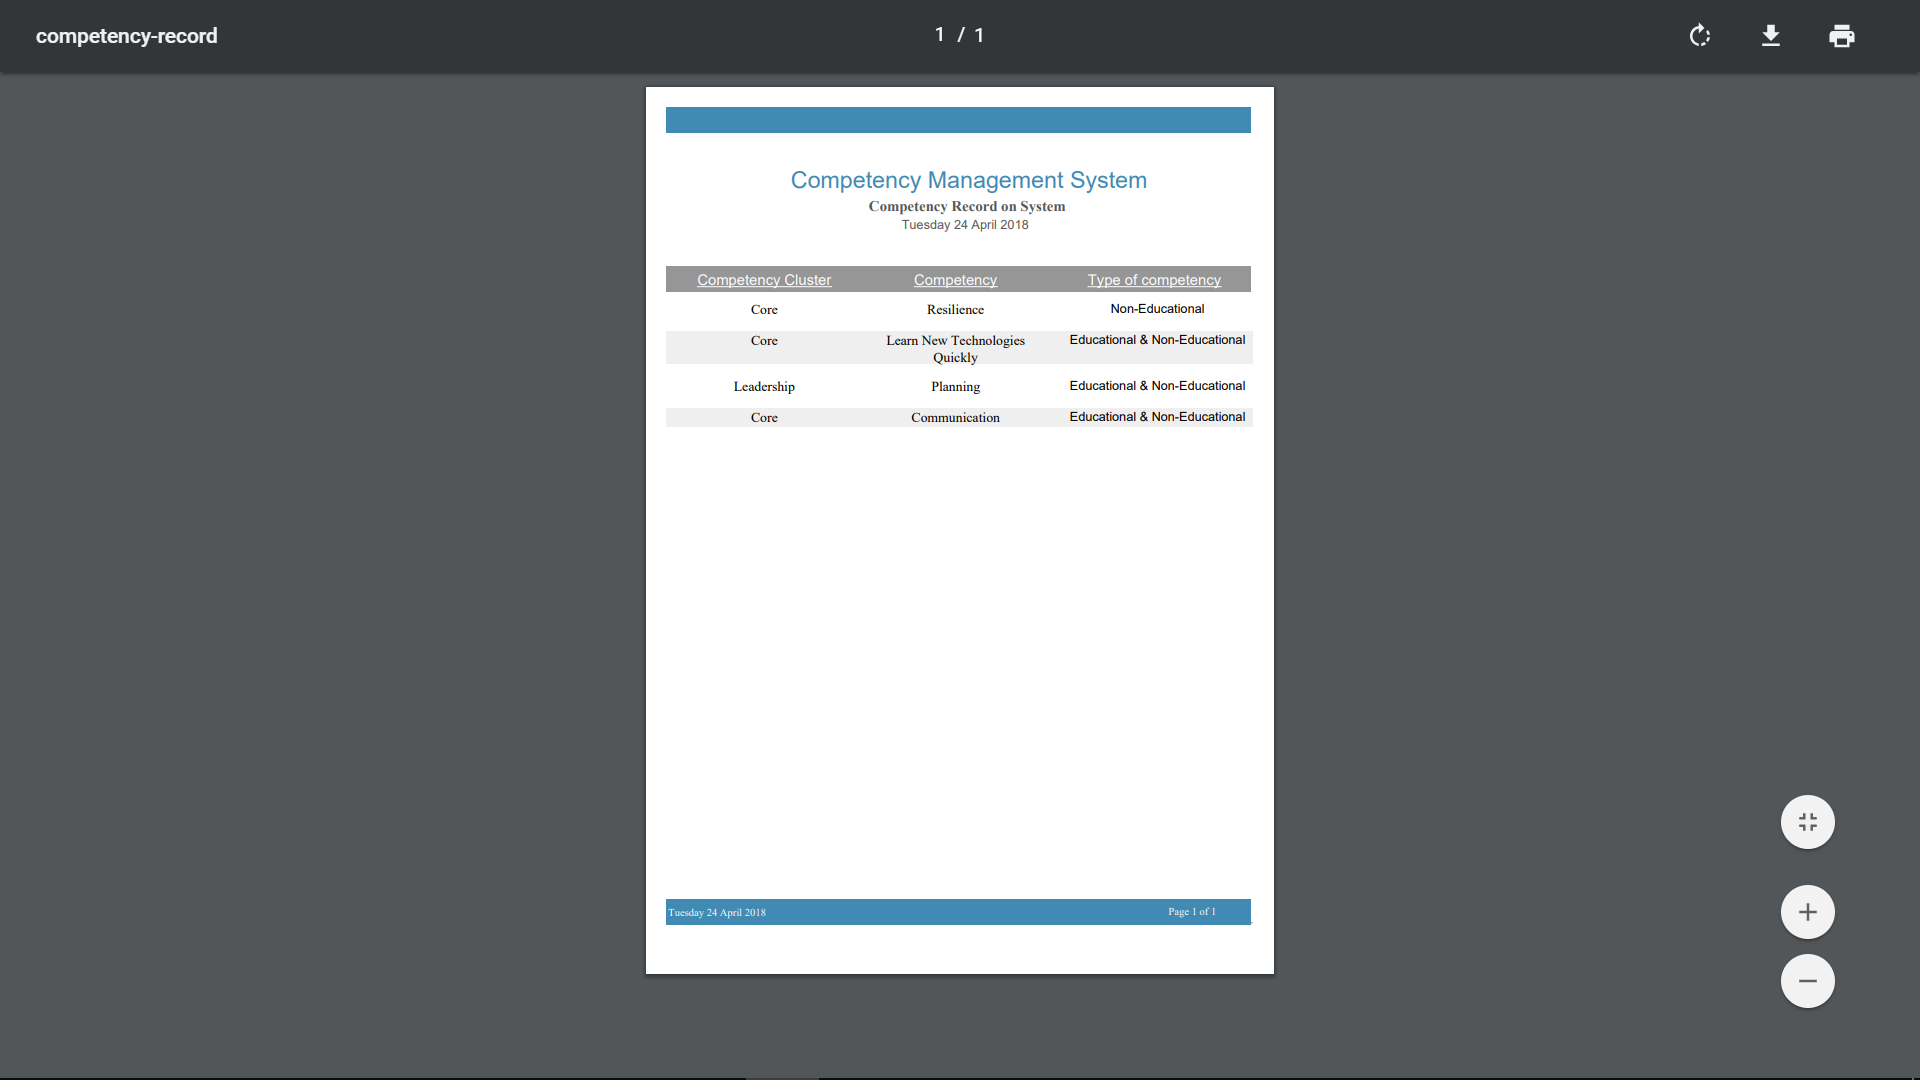 competency-record
1 / 1
Competency Management System
Competency Record on System
Tuesday 24 April 2018
Competency Cluster Competency Type of competency
Core Resilience Non-Educational
Core Learn New Technologies Educational & Non-Educational
Quickly
Leadership Planning Educational & Non-Educational
Core Communication Educational & Non-Educational
Tuesday 24 April 2018 Page 1 of 1